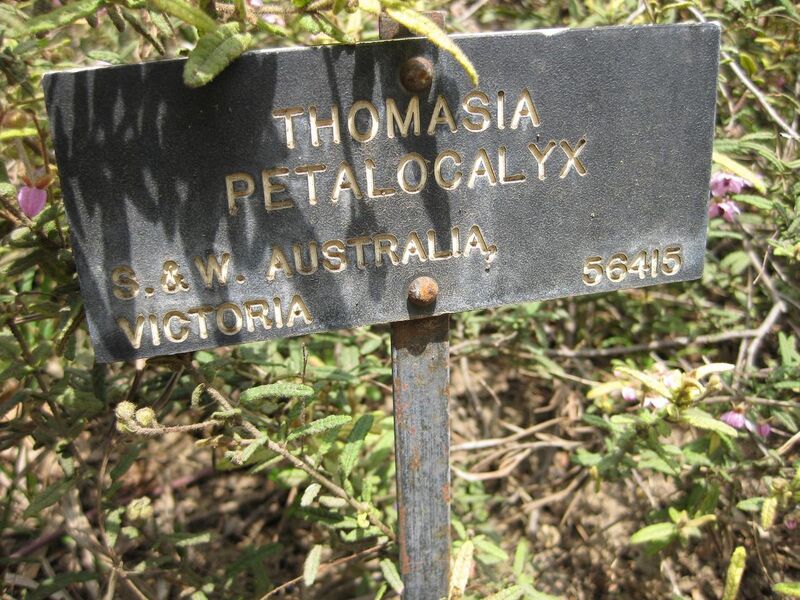 THOMASIA
PETALOCALYX
S. & W. AUSTRALIA,
VICTORIA
56415